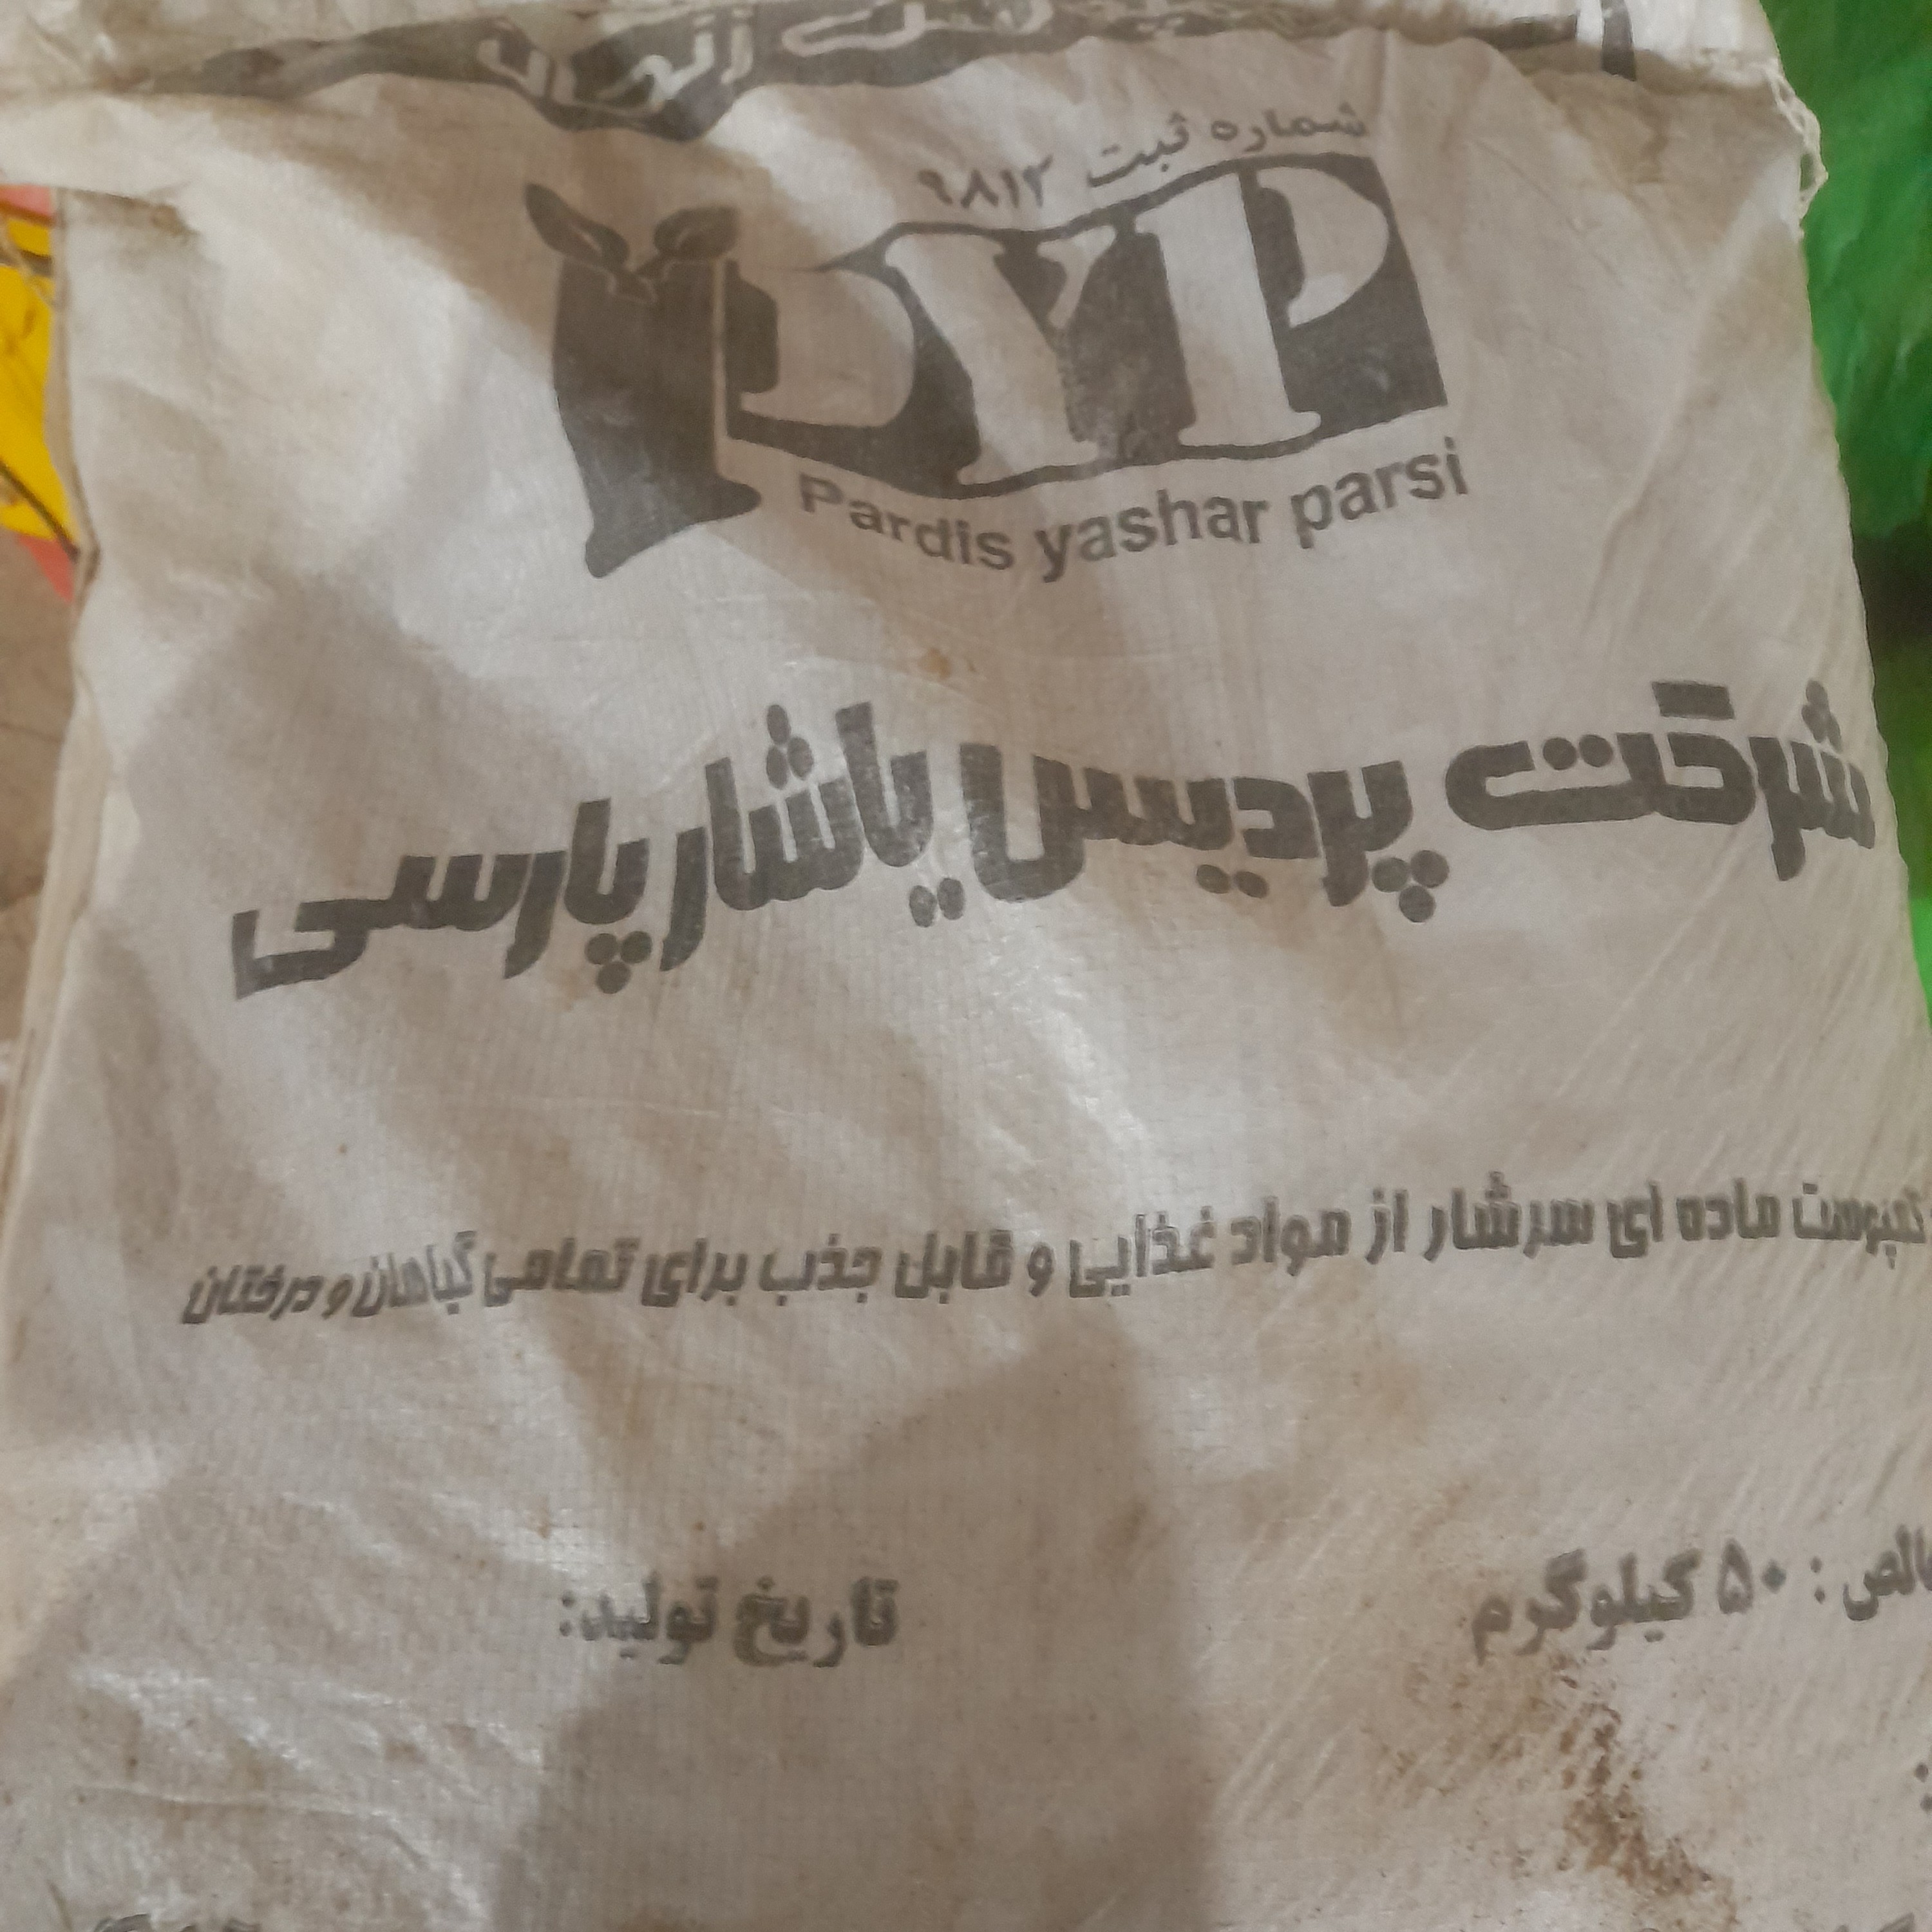 شماره ثبت ۹۸۱۲
PYP
Pardis yashar parsi
شرکت پردیس یاشار پارسی
کمپوست ماده ای سرشار از مواد غذایی و قابل جذب برای تمامی گیاهان و درختان
: ۵۰ کیلوگرم
تاریخ تولید: